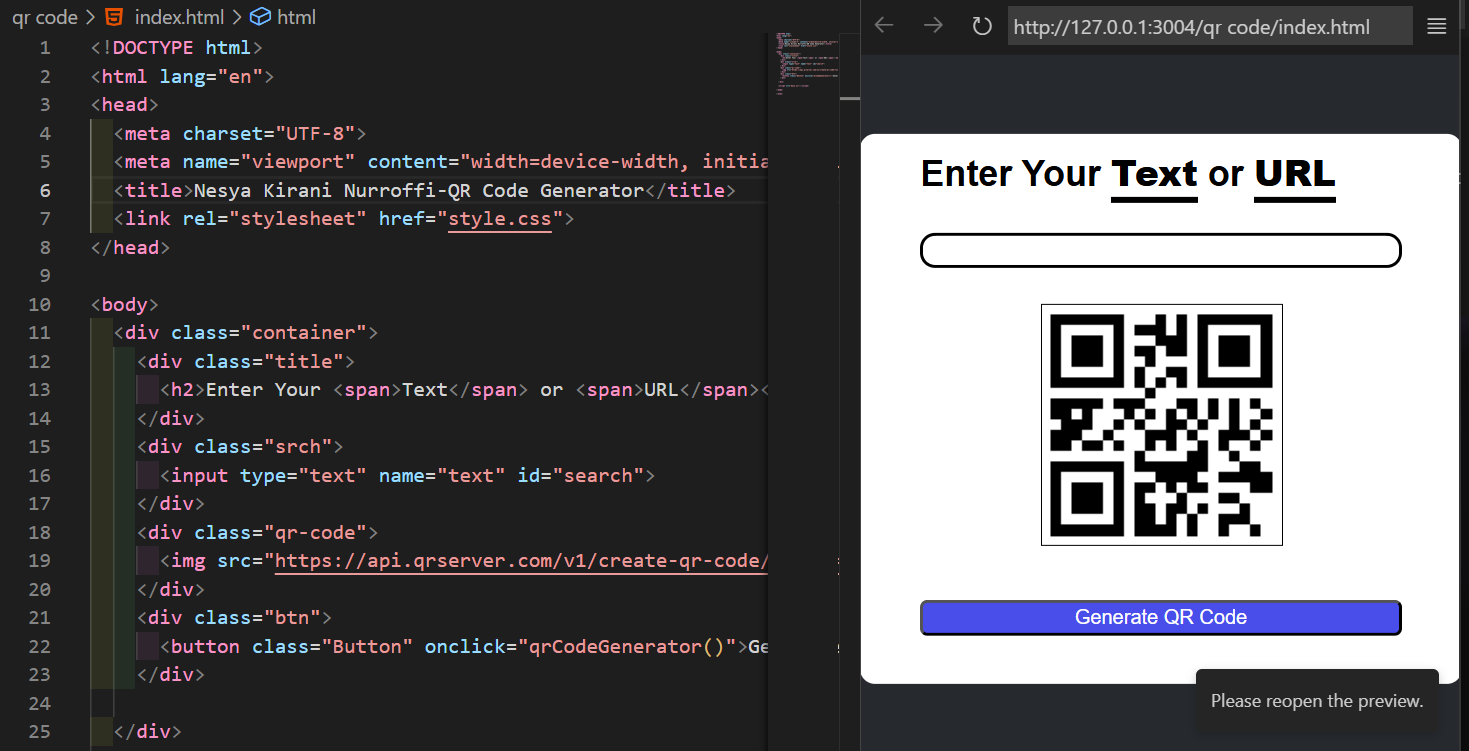 qr code > index.html > html
1 <!DOCTYPE html>
2 <html lang="en">
3 <head>
4 <meta charset="UTF-8">
5 <meta name="viewport" content="width=device-width, initia
6 <title>Nesya Kirani Nurroffi-QR Code Generator</title>
7 <link rel="stylesheet" href="style.css">
8 </head>
9
10 <body>
11 <div class="container">
12 <div class="title">
13 <h2>Enter Your <span>Text</span> or <span>URL</span><
14 </div>
15 <div class="srch">
16 <input type="text" name="text" id="search">
17 </div>
18 <div class="qr-code">
19 <img src="https://api.qrserver.com/v1/create-qr-code/
20 </div>
21 <div class="btn">
22 <button class="Button" onclick="qrCodeGenerator()">Ge
23 </div>
24
25 </div>
http://127.0.0.1:3004/qr code/index.html
Enter Your Text or URL
Generate QR Code
Please reopen the preview.